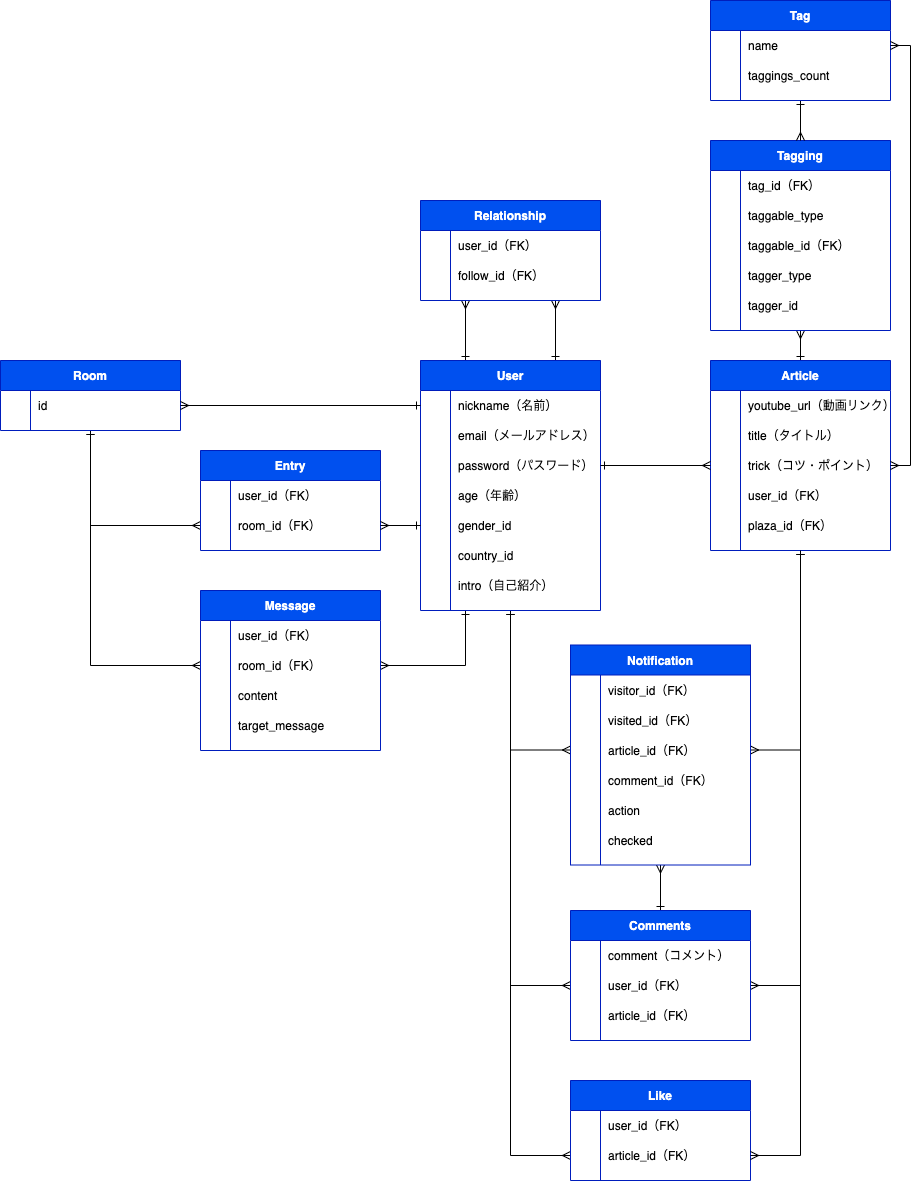 Tag
name
taggings_count
Tagging
tag_id（FK）
taggable_type
taggable_id（FK）
tagger_type
tagger_id
Relationship
user_id（FK）
follow_id（FK）
Room
id
User
nickname（名前）
email（メールアドレス）
password（パスワード）
age（年齢）
gender_id
country_id
intro（自己紹介）
Article
youtube_url（動画リンク）
title（タイトル）
trick（コツ・ポイント）
user_id（FK）
plaza_id（FK）
Entry
user_id（FK）
room_id（FK）
Message
user_id（FK）
room_id（FK）
content
target_message
Notification
visitor_id（FK）
visited_id（FK）
article_id（FK）
comment_id（FK）
action
checked
Comments
comment（コメント）
user_id（FK）
article_id（FK）
Like
user_id（FK）
article_id（FK）